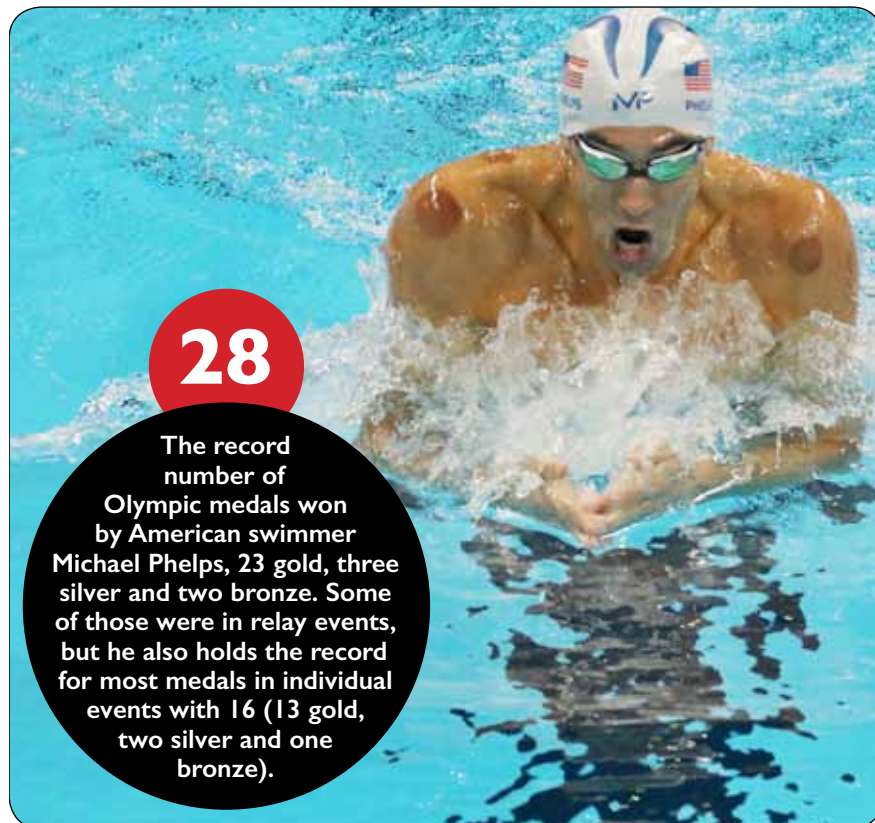 MP
28
The record
number of
Olympic medals won
by American swimmer
Michael Phelps, 23 gold, three
silver and two bronze. Some
of those were in relay events,
but he also holds the record
for most medals in individual
events with 16 (13 gold,
two silver and one
bronze).